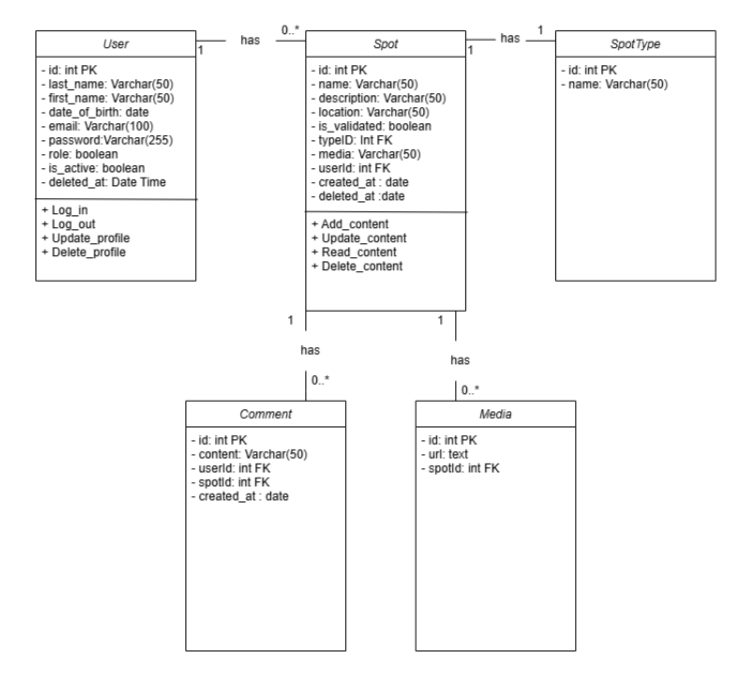 User
- id: int PK
- last_name: Varchar(50)
- first_name: Varchar(50)
- date_of_birth: date
- email: Varchar(100)
- password:Varchar(255)
- role: boolean
- is_active: boolean
- deleted_at: Date Time
+ Log_in
+ Log_out
+ Update_profile
+ Delete_profile
1
has
0..*
Spot
- id: int PK
- name: Varchar(50)
- description: Varchar(50)
- location: Varchar(50)
- is_validated: boolean
- typeID: Int FK
- media: Varchar(50)
- userId: int FK
- created_at : date
- deleted_at :date
+ Add_content
+ Update_content
+ Read_content
+ Delete_content
1
has
1
SpotType
- id: int PK
- name: Varchar(50)
1
has
0..*
1
has
0..*
Comment
- id: int PK
- content: Varchar(50)
- userId: int FK
- spotId: int FK
- created_at : date
Media
- id: int PK
- url: text
- spotId: int FK